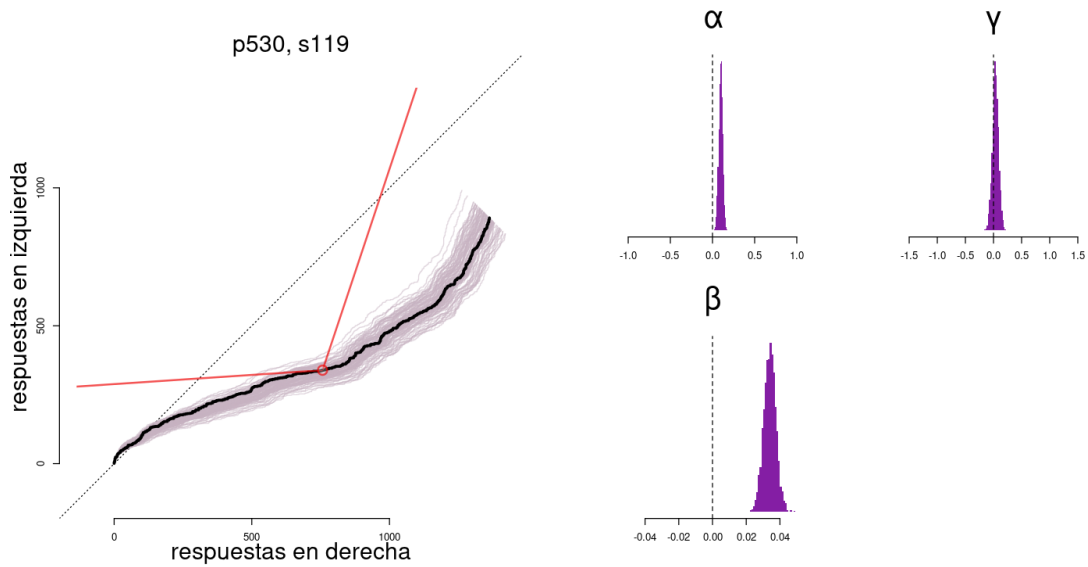 p530, s119
respuestas en izquierda
1000
500
0
0 500 1000
respuestas en derecha
α
-1.0 -0.5 0.0 0.5 1.0
γ
-1.5 -1.0 -0.5 0.0 0.5 1.0 1.5
β
-0.04 -0.02 0.00 0.02 0.04